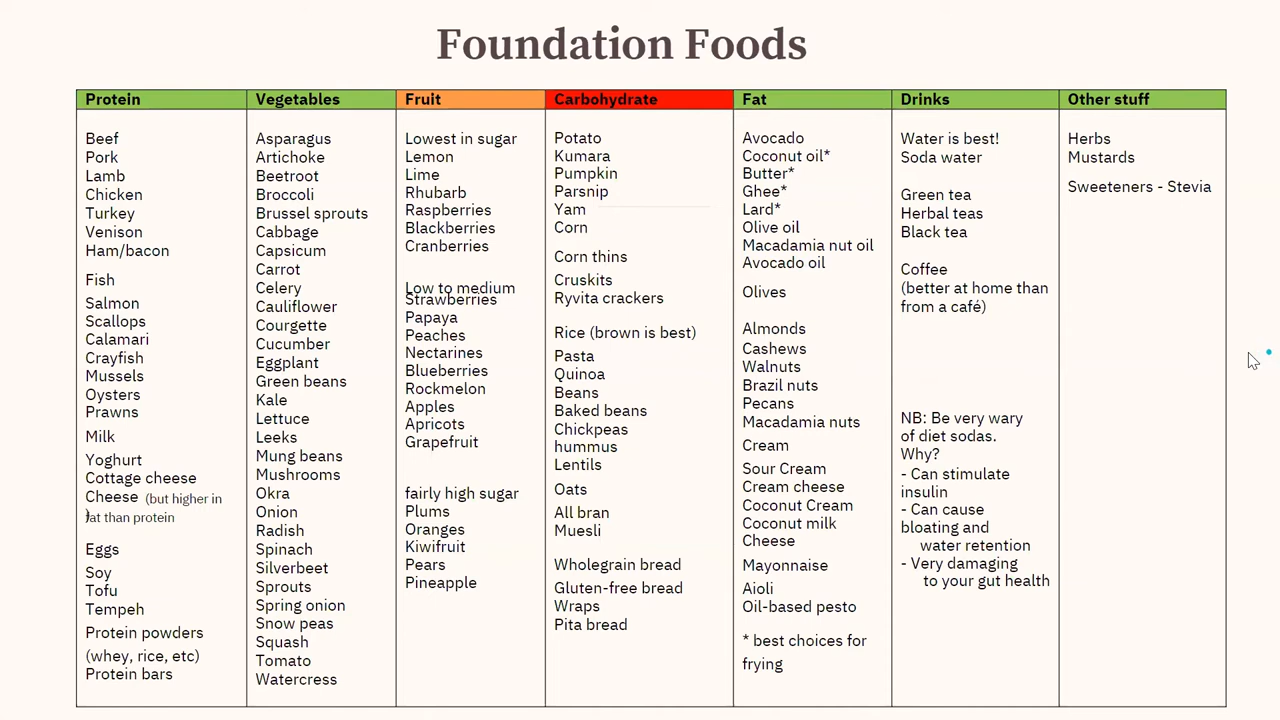 Foundation Foods
Protein
Beef
Pork
Lamb
Chicken
Turkey
Venison
Ham/bacon
Fish
Salmon
Scallops
Calamari
Crayfish
Mussels
Oysters
Prawns
Milk
Yoghurt
Cottage cheese
Cheese (but higher in
fat than protein
)
Eggs
Soy
Tofu
Tempeh
Protein powders
(whey, rice, etc)
Protein bars
Vegetables
Asparagus
Artichoke
Beetroot
Broccoli
Brussel sprouts
Cabbage
Capsicum
Carrot
Celery
Cauliflower
Courgette
Cucumber
Eggplant
Green beans
Kale
Lettuce
Leeks
Mung beans
Mushrooms
Okra
Onion
Radish
Spinach
Silverbeet
Sprouts
Spring onion
Snow peas
Squash
Tomato
Watercress
Fruit
Lowest in sugar
Lemon
Lime
Rhubarb
Raspberries
Blackberries
Cranberries
Low to medium
Strawberries
Papaya
Peaches
Nectarines
Blueberries
Rockmelon
Apples
Apricots
Grapefruit
fairly high sugar
Plums
Oranges
Kiwifruit
Pears
Pineapple
Carbohydrate
Potato
Kumara
Pumpkin
Parsnip
Yam
Corn
Corn thins
Cruskits
Ryvita crackers
Rice (brown is best)
Pasta
Quinoa
Beans
Baked beans
Chickpeas
hummus
Lentils
Oats
All bran
Muesli
Wholegrain bread
Gluten-free bread
Wraps
Pita bread
Fat
Avocado
Coconut oil*
Butter*
Ghee*
Lard*
Olive oil
Macadamia nut oil
Avocado oil
Olives
Almonds
Cashews
Walnuts
Brazil nuts
Pecans
Macadamia nuts
Cream
Sour Cream
Cream cheese
Coconut Cream
Coconut milk
Cheese
Mayonnaise
Aioli
Oil-based pesto
* best choices for
frying
Drinks
Water is best!
Soda water
Green tea
Herbal teas
Black tea
Coffee
(better at home than
from a café)
NB: Be very wary
of diet sodas.
Why?
- Can stimulate
insulin
- Can cause
bloating and
water retention
- Very damaging
to your gut health
Other stuff
Herbs
Mustards
Sweeteners - Stevia